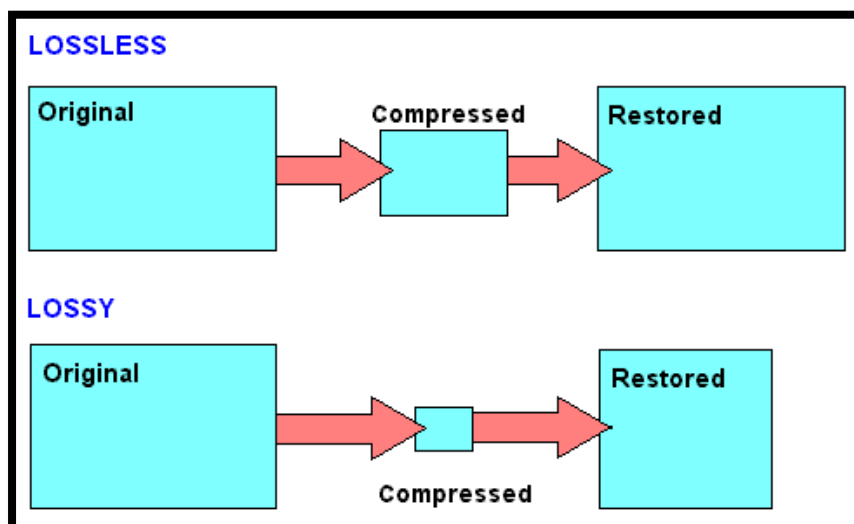 LOSSLESS
Original
Compressed
Restored
LOSSY
Original
Restored
Compressed